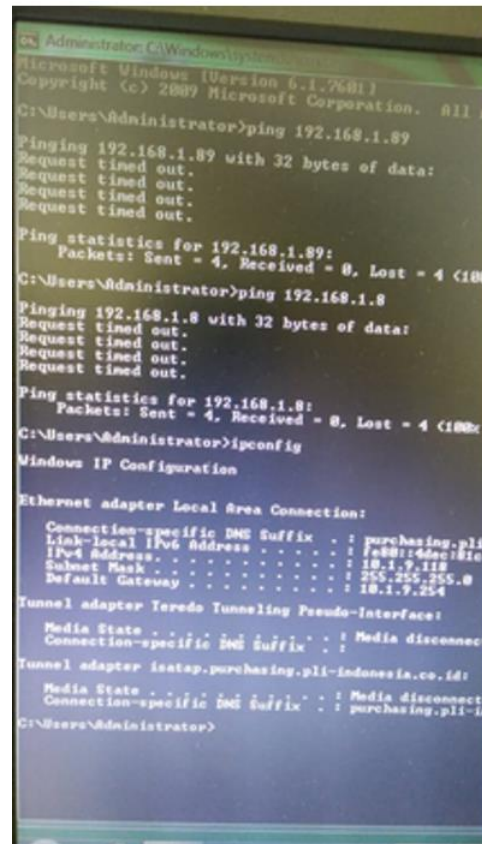 Administrator: C:\Windows\system
Microsoft Windows [Version 6.1.7601]
Copyright (c) 2009 Microsoft Corporation. All
C:\Users\Administrator>ping 192.168.1.89
Pinging 192.168.1.89 with 32 bytes of data:
Request timed out.
Request timed out.
Request timed out.
Request timed out.
Ping statistics for 192.168.1.89:
Packets: Sent = 4, Received = 0, Lost = 4 (100
C:\Users\Administrator>ping 192.168.1.8
Pinging 192.168.1.8 with 32 bytes of data:
Request timed out.
Request timed out.
Request timed out.
Request timed out.
Ping statistics for 192.168.1.8:
Packets: Sent = 4, Received = 0, Lost = 4 (100%
C:\Users\Administrator>ipconfig
Windows IP Configuration
Ethernet adapter Local Area Connection:
Connection-specific DNS Suffix . : purchasing.pli
Link-local IPv6 Address . . . . . : fe80::4dec:81c
IPv4 Address. . . . . . . . . . . : 10.1.9.118
Subnet Mask . . . . . . . . . . . : 255.255.255.0
Default Gateway . . . . . . . . . : 10.1.9.254
Tunnel adapter Teredo Tunneling Pseudo-Interface:
Media State . . . . . . . . . . . : Media disconnec
Connection-specific DNS Suffix . :
Tunnel adapter isatap.purchasing.pli-indonesia.co.id:
Media State . . . . . . . . . . . : Media disconnect
Connection-specific DNS Suffix . : purchasing.pli-i
C:\Users\Administrator>